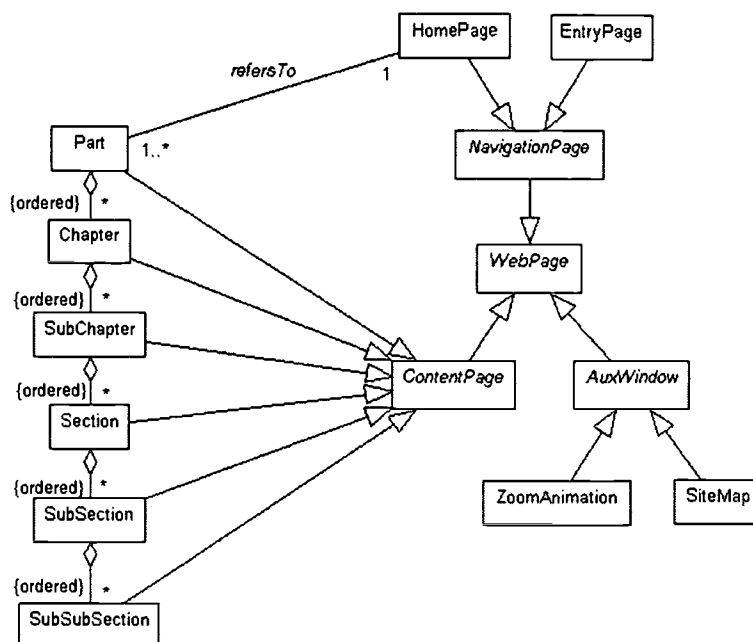 HomePage
EntryPage
refersTo
1
Part
1..*
NavigationPage
{ordered} *
Chapter
WebPage
{ordered} *
SubChapter
ContentPage
AuxWindow
{ordered} *
Section
{ordered} *
SubSection
ZoomAnimation
SiteMap
{ordered} *
SubSubSection